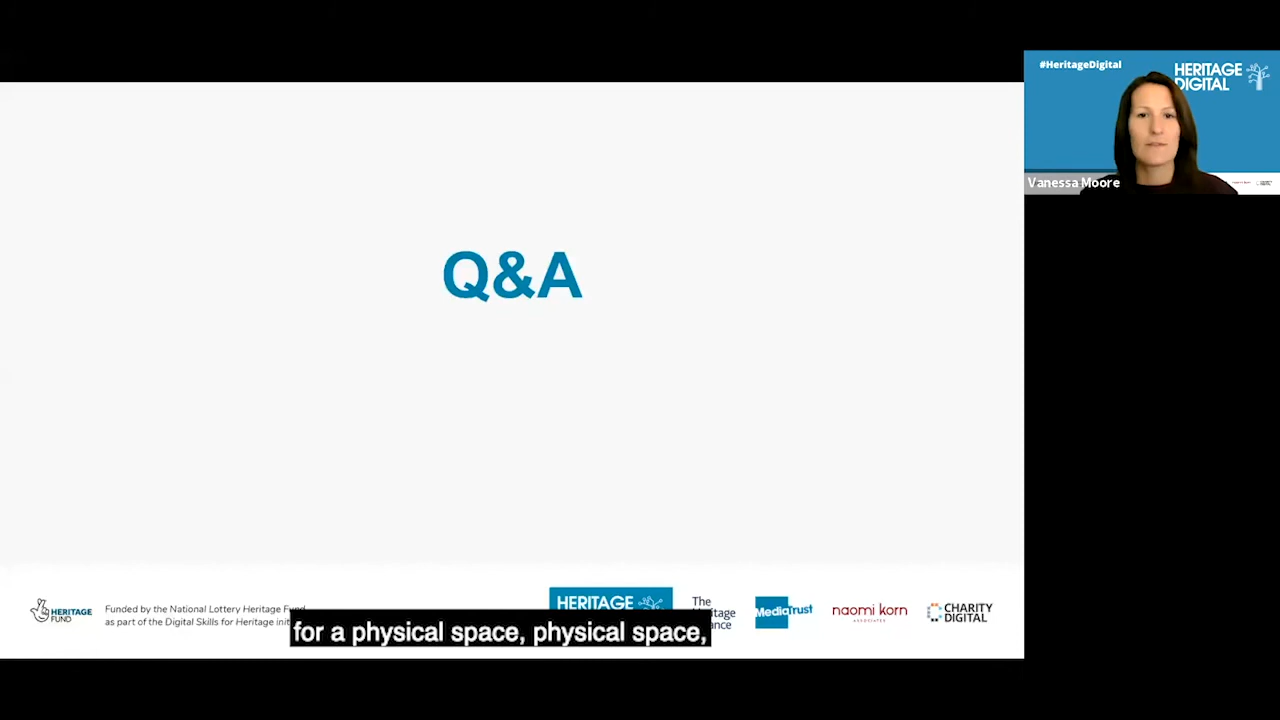 #HeritageDigital
HERITAGE
DIGITAL
Vanessa Moore
Q&A
HERITAGE
FUND
Funded by the National Lottery Heritage Fund
as part of the Digital Skills for Heritage
HERITAGE
The
MediaTrust
naomi korn
ASSOCIATES
CHARITY
DIGITAL
for a physical space, physical space,